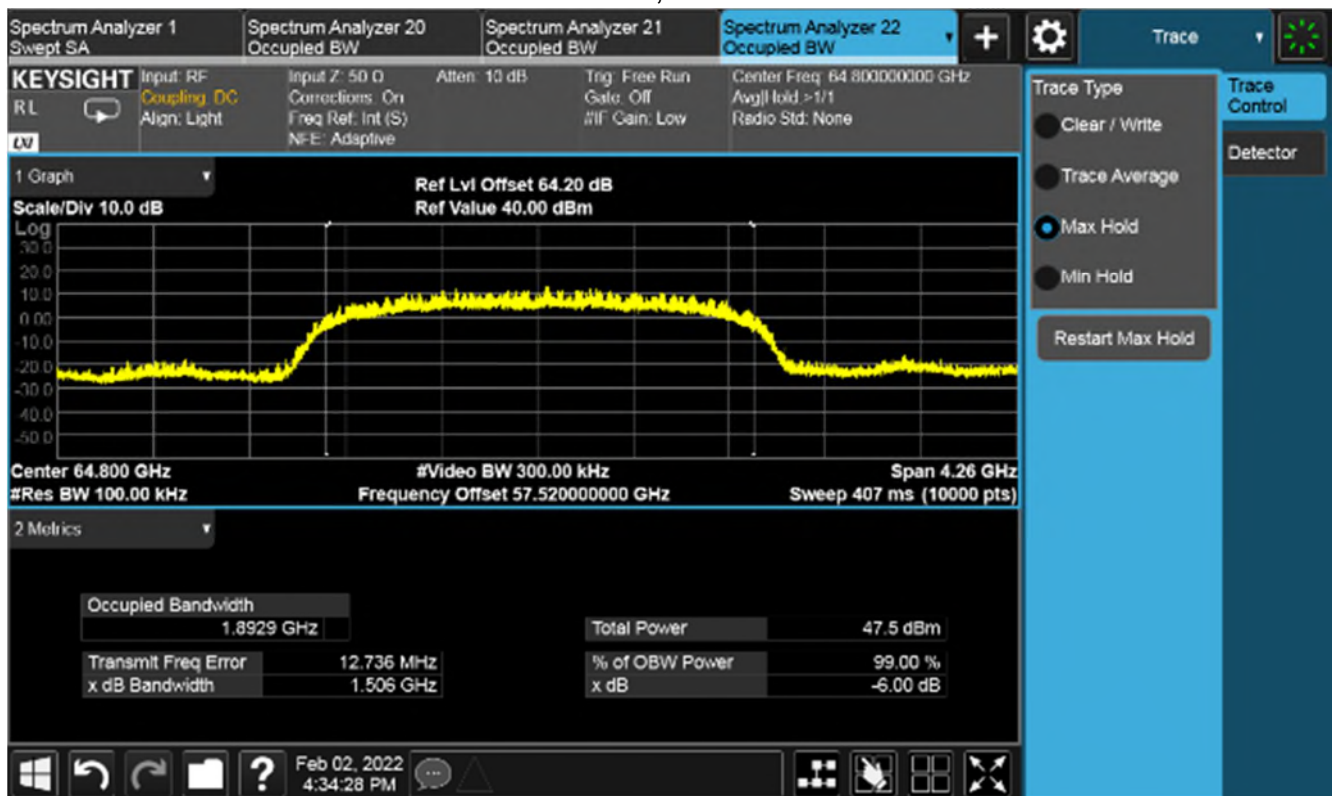 Spectrum Analyzer 1
Swept SA
Spectrum Analyzer 20
Occupied BW
Spectrum Analyzer 21
Occupied BW
Spectrum Analyzer 22
Occupied BW
Trace
KEYSIGHT
RL
LXI
Input: RF
Coupling: DC
Align: Light
Input Z: 50 Ω
Corrections: On
Freq Ref: Int (S)
NFE: Adaptive
Atten: 10 dB
Trig: Free Run
Gate: Off
#IF Gain: Low
Center Freq: 64.800000000 GHz
Avg|Hold:>1/1
Radio Std: None
1 Graph
Scale/Div 10.0 dB
Ref Lvl Offset 64.20 dB
Ref Value 40.00 dBm
Log
30.0
20.0
10.0
0.00
-10.0
-20.0
-30.0
-40.0
-50.0
Center 64.800 GHz
#Video BW 300.00 kHz
Span 4.26 GHz
#Res BW 100.00 kHz
Frequency Offset 57.520000000 GHz
Sweep 407 ms (10000 pts)
2 Metrics
Occupied Bandwidth
1.8929 GHz
Total Power 47.5 dBm
Transmit Freq Error 12.736 MHz
% of OBW Power 99.00 %
x dB Bandwidth 1.506 GHz
x dB -6.00 dB
Trace Type
Clear / Write
Trace Average
Max Hold
Min Hold
Restart Max Hold
Trace
Control
Detector
?
Feb 02, 2022
4:34:28 PM